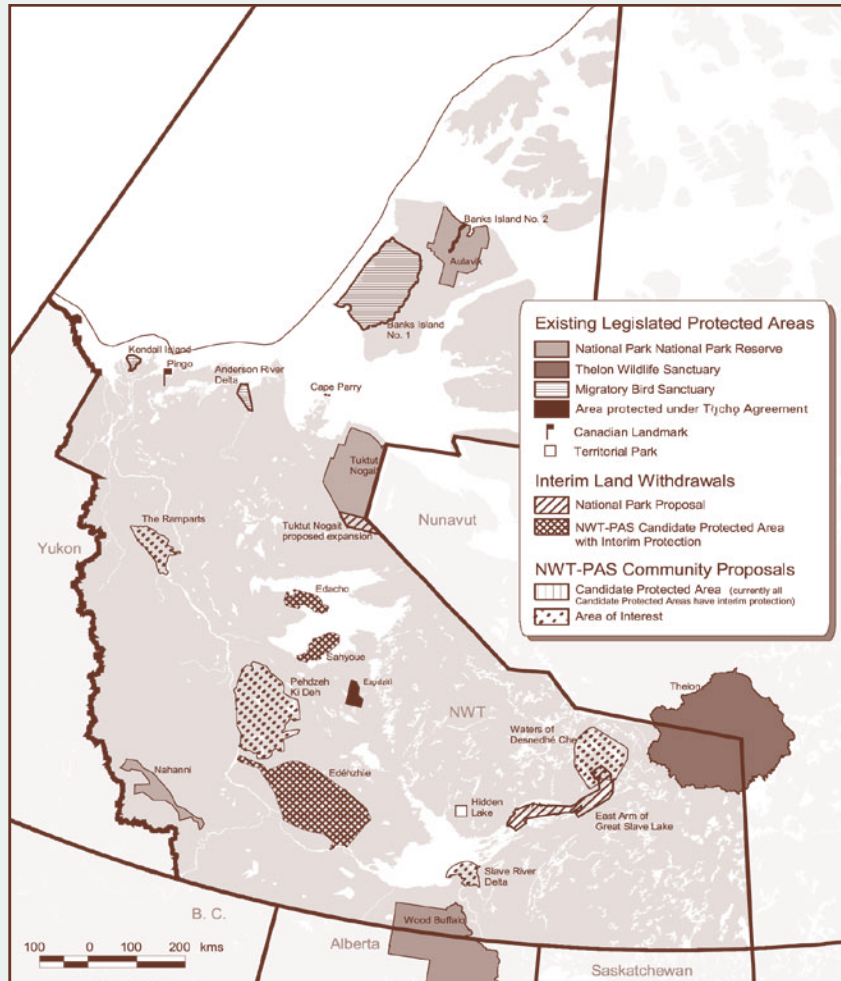 Banks Island No. 2
Aulavik
Banks Island
No. 1
Kendall Island
Pingo
Anderson River
Delta
Cape Parry
Existing Legislated Protected Areas
National Park National Park Reserve
Thelon Wildlife Sanctuary
Migratory Bird Sanctuary
Area protected under Tłı̨chǫ Agreement
Canadian Landmark
Territorial Park
Interim Land Withdrawals
National Park Proposal
NWT-PAS Candidate Protected Area
with Interim Protection
NWT-PAS Community Proposals
Candidate Protected Area (currently all
Candidate Protected Areas have interim protection)
Area of Interest
Tuktut
Nogait
Tuktut Nogait
proposed expansion
Nunavut
The Ramparts
Yukon
Edacho
Sahyoue
Pehdzeh
Ki Deh
NWT
Thelon
Waters of
Desnedhé Che
Nahanni
Edéhzhie
Hidden
Lake
East Arm of
Great Slave Lake
Slave River
Delta
B. C.
Wood Buffalo
Alberta
Saskatchewan
100 0 100 200 kms